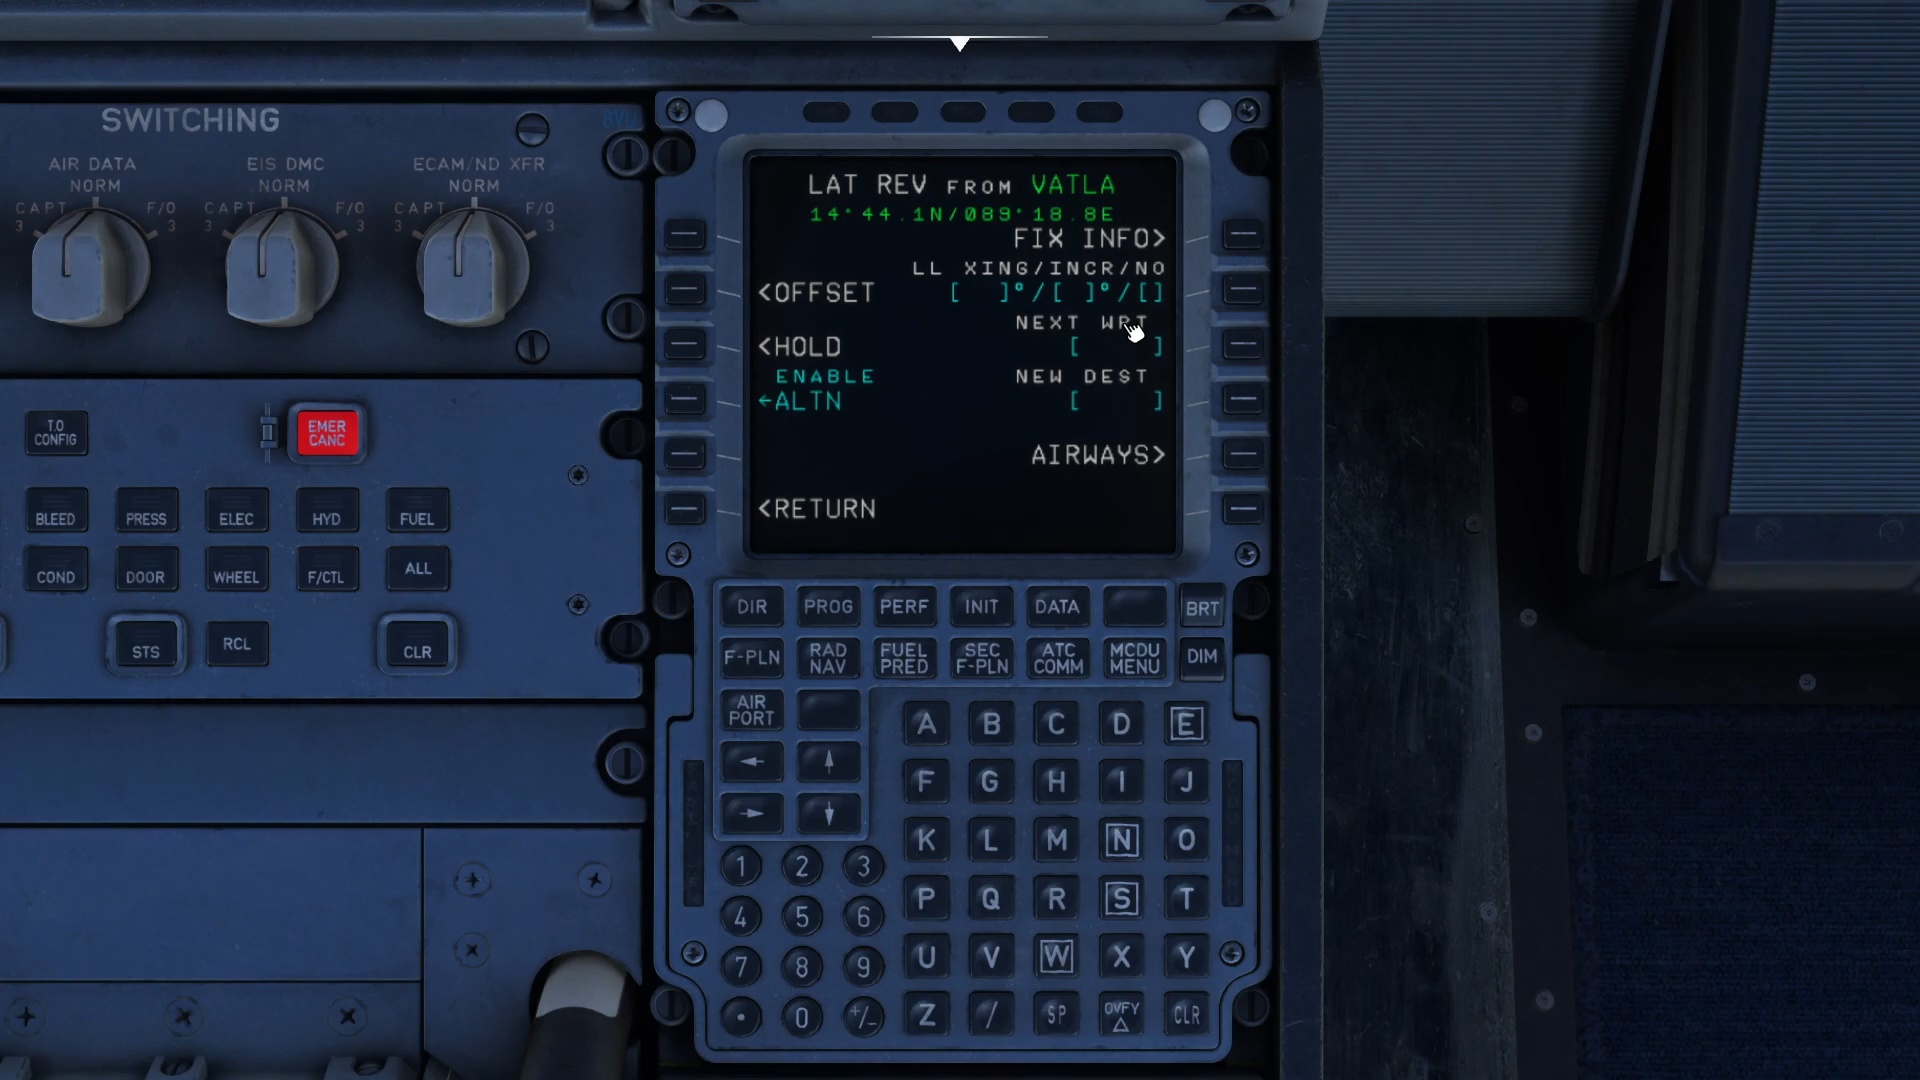 SWITCHING
AIR DATA
NORM
CAPT F/O
3 3
EIS DMC
NORM
CAPT F/O
3 3
ECAM/ND XFR
NORM
CAPT F/O
3 3
T.O
CONFIG
EMER
CANC
BLEED PRESS ELEC HYD FUEL
COND DOOR WHEEL F/CTL ALL
STS RCL CLR
LAT REV FROM VATLA
14°44.1N/089°18.8E
FIX INFO>
LL XING/INCR/NO
<OFFSET [ ]°/[ ]°/[]
NEXT WPT
<HOLD [ ]
ENABLE NEW DEST
←ALTN [ ]
AIRWAYS>
<RETURN
DIR PROG PERF INIT DATA BRT
F-PLN RAD
NAV FUEL
PRED SEC
F-PLN ATC
COMM MCDU
MENU DIM
AIR
PORT
← ↑
→ ↓
A B C D E
F G H I J
K L M N O
P Q R S T
U V W X Y
Z / SP OVFY
△ CLR
1 2 3
4 5 6
7 8 9
. 0 +/-